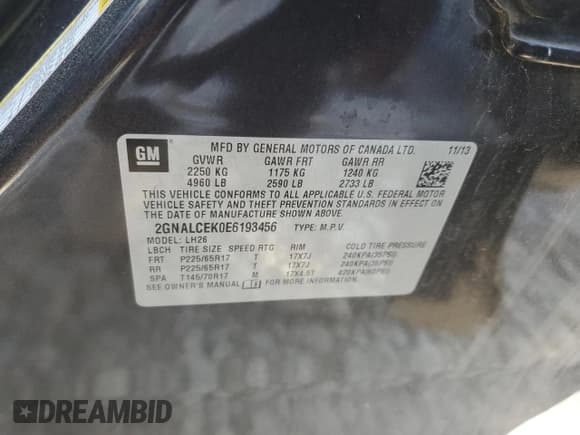 GM
MFD BY GENERAL MOTORS OF CANADA LTD. 11/13
GVWR GAWR FRT GAWR RR
2250 KG 1175 KG 1240 KG
4960 LB 2590 LB 2733 LB
THIS VEHICLE CONFORMS TO ALL APPLICABLE U.S. FEDERAL MOTOR
VEHICLE SAFETY AND THEFT PREVENTION STANDARDS IN EFFECT ON THE
DATE OF MANUFACTURE SHOWN ABOVE.
2GNALCEK0E6193456 TYPE: M.P.V.
MODEL: LH26
LBCH TIRE SIZE SPEED RTG RIM COLD TIRE PRESSURE
FRT P225/65R17 T 17X7J 240KPA(35PSI)
RR P225/65R17 T 17X7J 240KPA(35PSI)
SPA T145/70R17 M 17X4.5T 420KPA(60PSI)
SEE OWNER'S MANUAL
DREAMBID